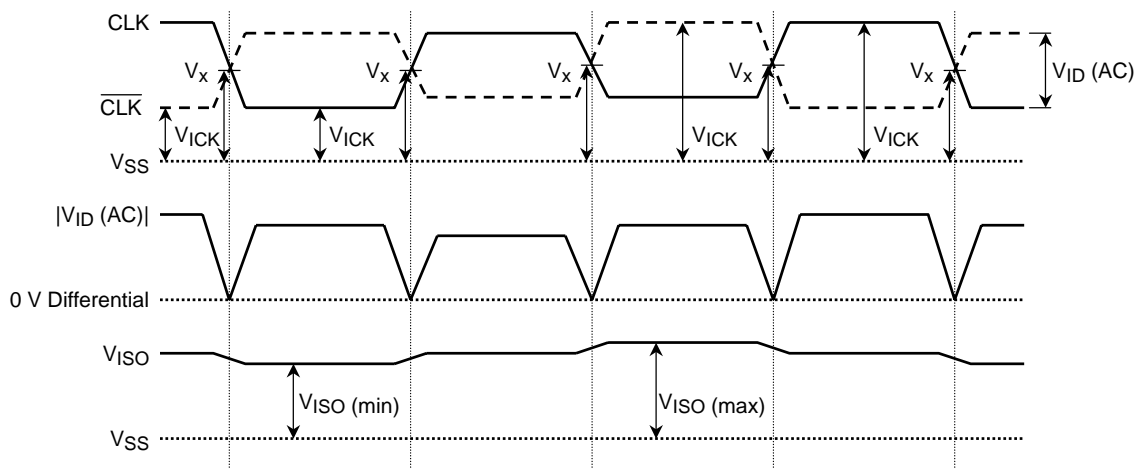 CLK
Vx Vx Vx Vx Vx
VID (AC)
CLK
VICK VICK VICK VICK
VSS
|VID (AC)|
0 V Differential
VISO
VISO (min) VISO (max)
VSS